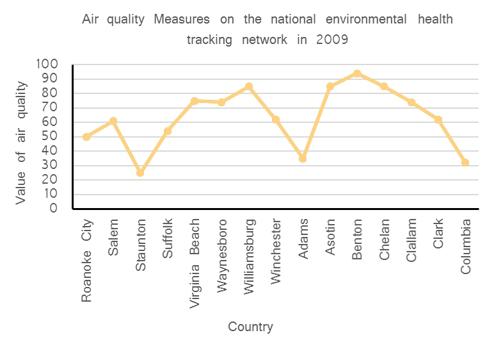 Air quality Measures on the national environmental health
tracking network in 2009
Value of air quality
100
90
80
70
60
50
40
30
20
10
0
Roanoke City
Salem
Staunton
Suffolk
Virginia Beach
Waynesboro
Williamsburg
Winchester
Adams
Asotin
Benton
Chelan
Clallam
Clark
Columbia
Country